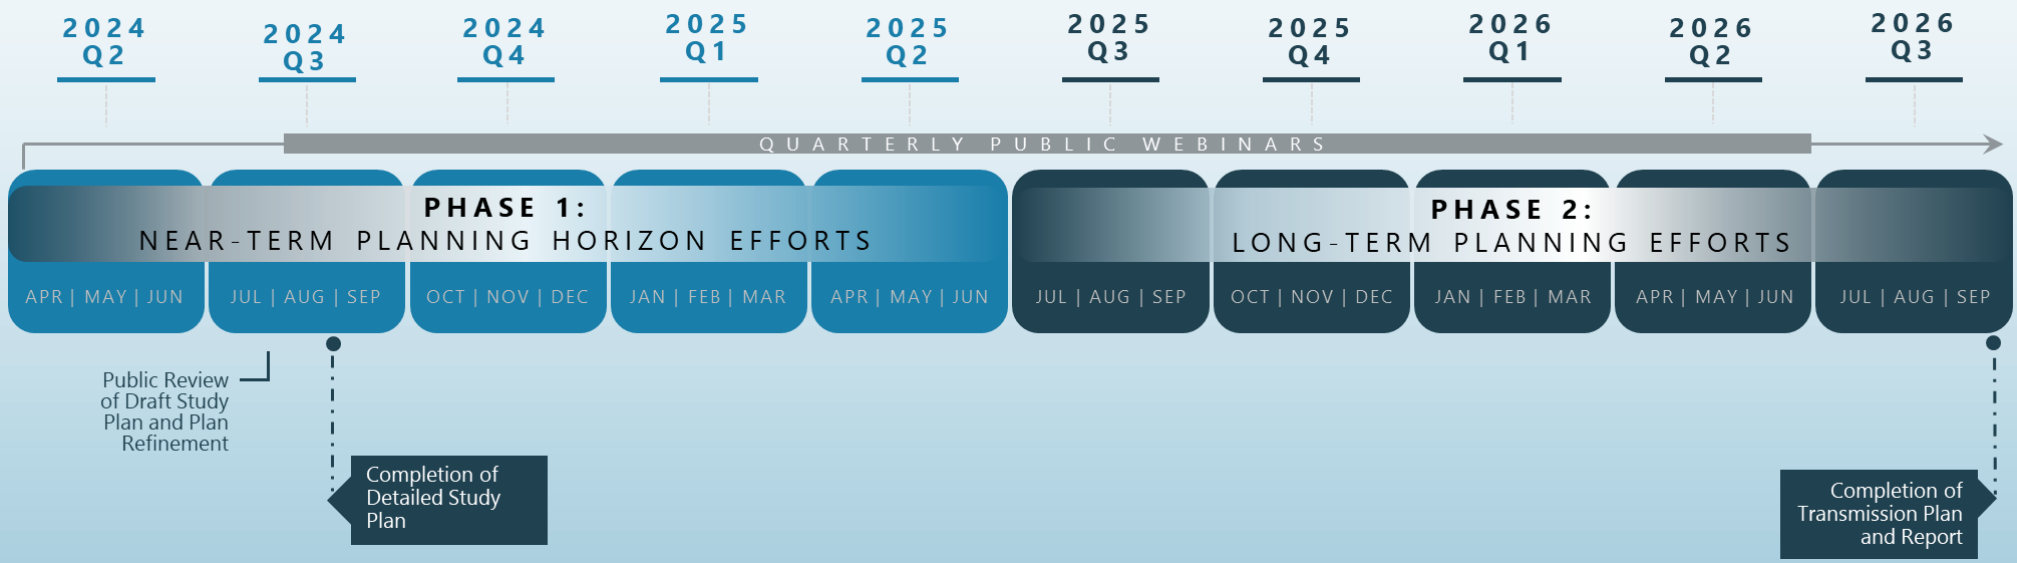 2024
Q2
2024
Q3
2024
Q4
2025
Q1
2025
Q2
2025
Q3
2025
Q4
2026
Q1
2026
Q2
2026
Q3
QUARTERLY PUBLIC WEBINARS
PHASE 1:
NEAR-TERM PLANNING HORIZON EFFORTS
PHASE 2:
LONG-TERM PLANNING EFFORTS
APR | MAY | JUN
JUL | AUG | SEP
OCT | NOV | DEC
JAN | FEB | MAR
APR | MAY | JUN
JUL | AUG | SEP
OCT | NOV | DEC
JAN | FEB | MAR
APR | MAY | JUN
JUL | AUG | SEP
Public Review
of Draft Study
Plan and Plan
Refinement
Completion of
Detailed Study
Plan
Completion of
Transmission Plan
and Report